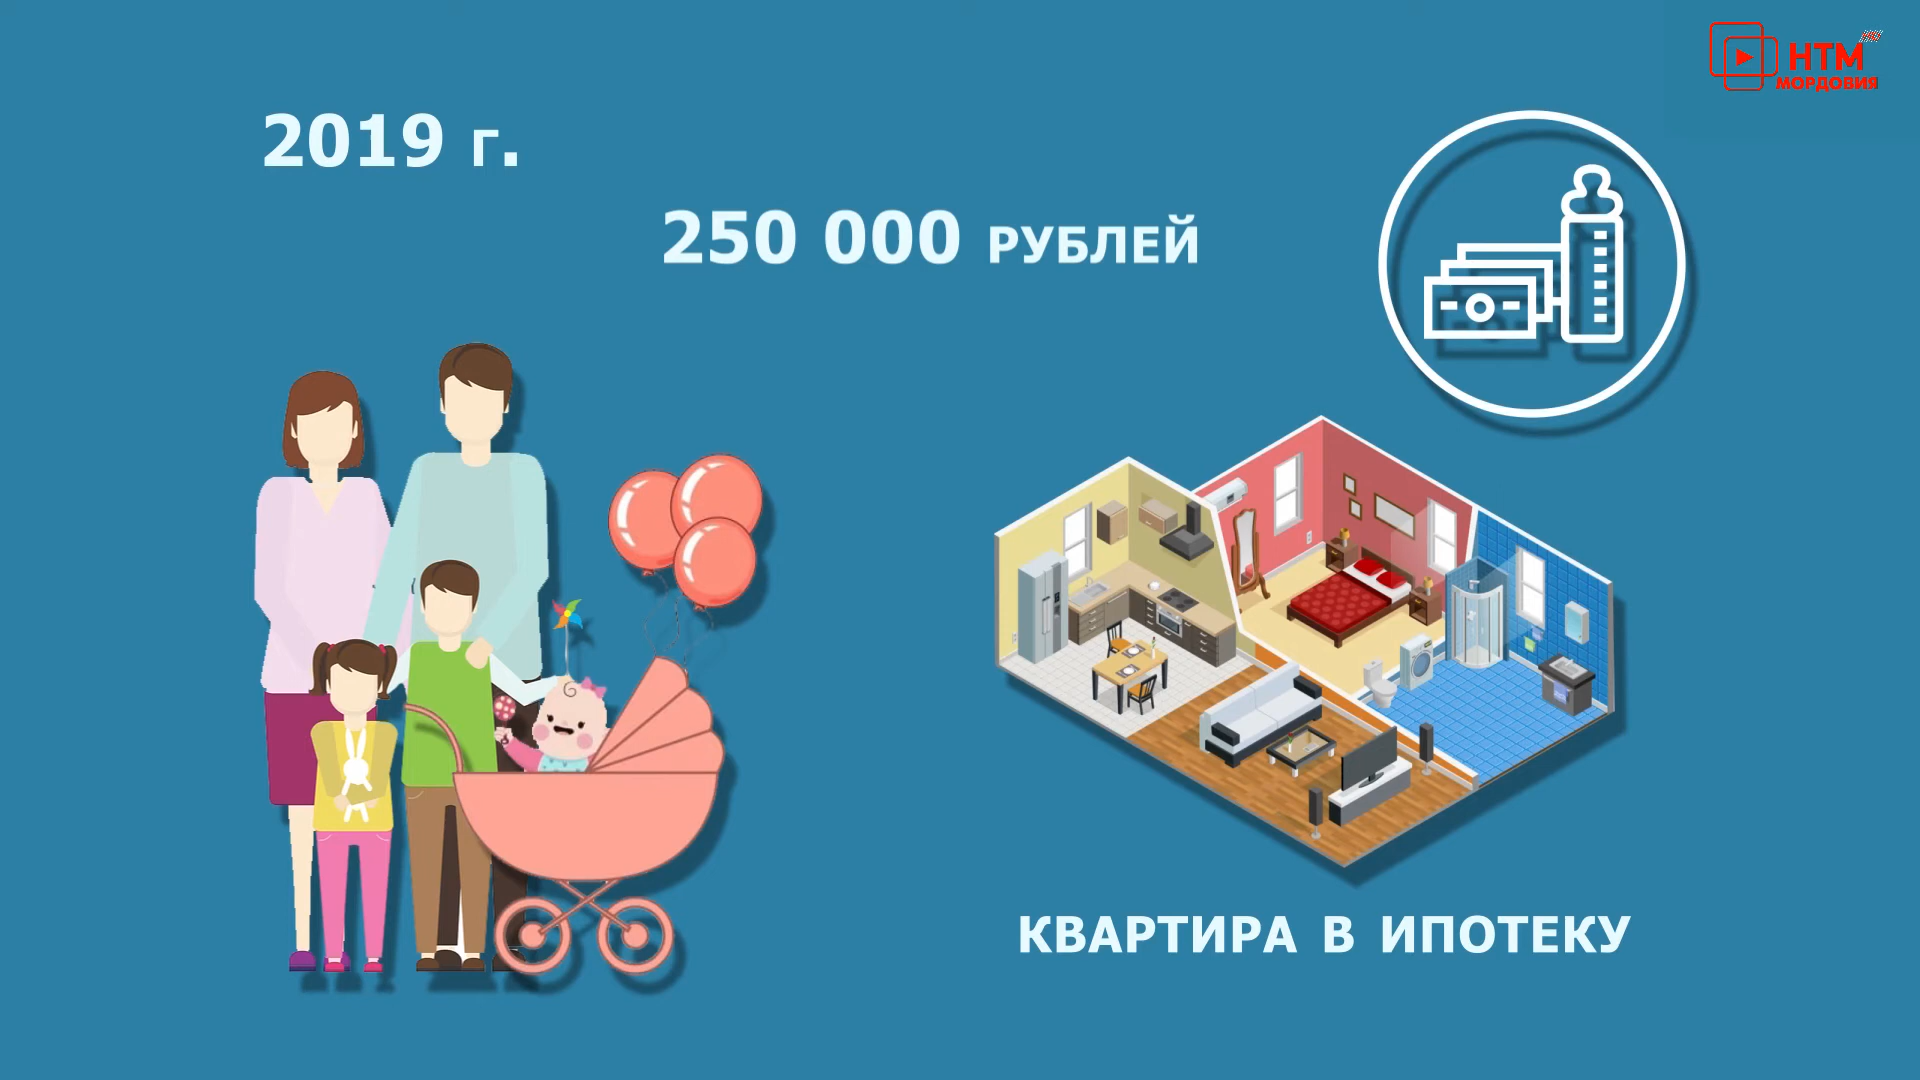 НТМ
МОРДОВИЯ
2019 г.
250 000 РУБЛЕЙ
КВАРТИРА В ИПОТЕКУ